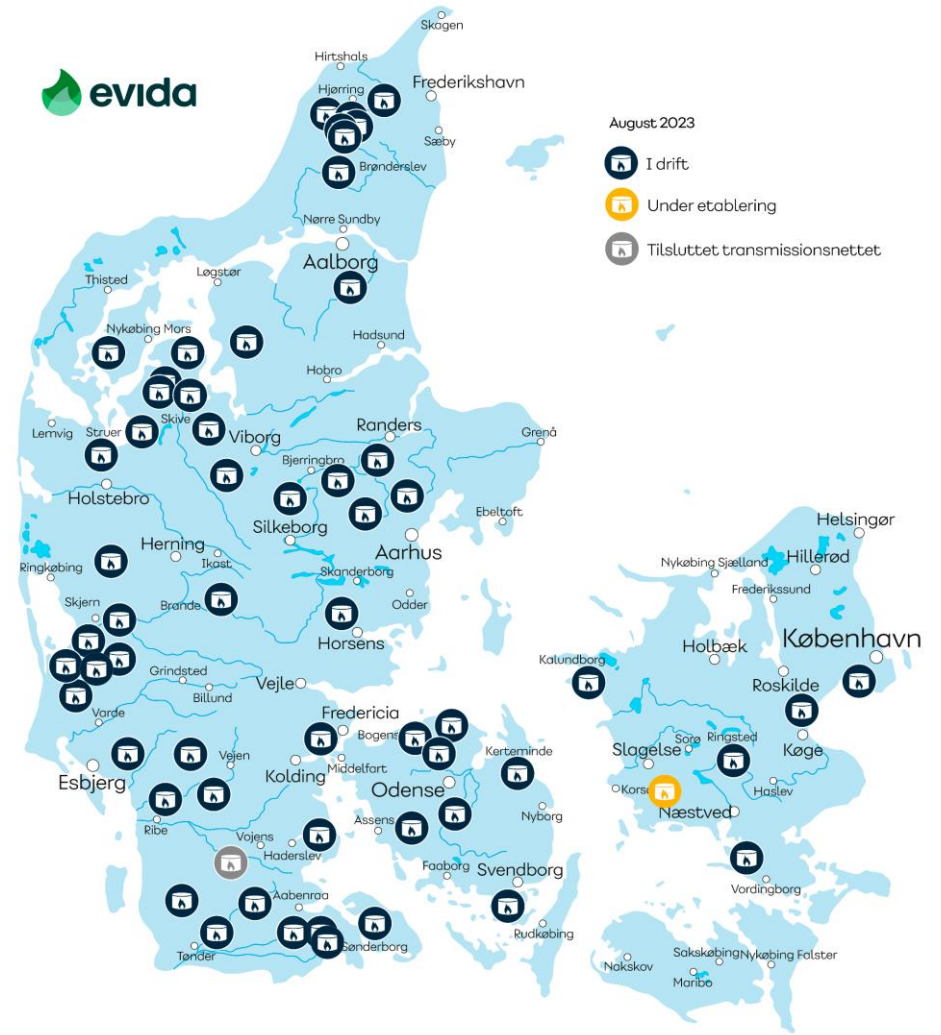 Skagen
Hirtshals
evida
Hjørring
Frederikshavn
August 2023
Sæby
I drift
Brønderslev
Under etablering
Nørre Sundby
Tilsluttet transmissionsnettet
Aalborg
Thisted
Løgstør
Nykøbing Mors
Hadsund
Hobro
Skive
Lemvig
Struer
Randers
Viborg
Grenå
Bjerringbro
Holstebro
Silkeborg
Ebeltoft
Helsingør
Aarhus
Herning
Ikast
Nykøbing Sjælland
Hillerød
Ringkøbing
Skanderborg
Frederikssund
Skjern
Brande
Odder
Horsens
København
Holbæk
Kalundborg
Grindsted
Vejle
Roskilde
Billund
Varde
Fredericia
Bogens
Sorø
Ringsted
Køge
Kerteminde
Slagelse
Vejen
Kolding
Middelfart
Esbjerg
Odense
Haslev
Kors
Nyborg
Næstved
Ribe
Assens
Vojens
Haderslev
Faaborg
Svendborg
Vordingborg
Aabenraa
Rudkøbing
Sønderborg
Tønder
Nakskov
Sakskøbing
Nykøbing Falster
Maribo